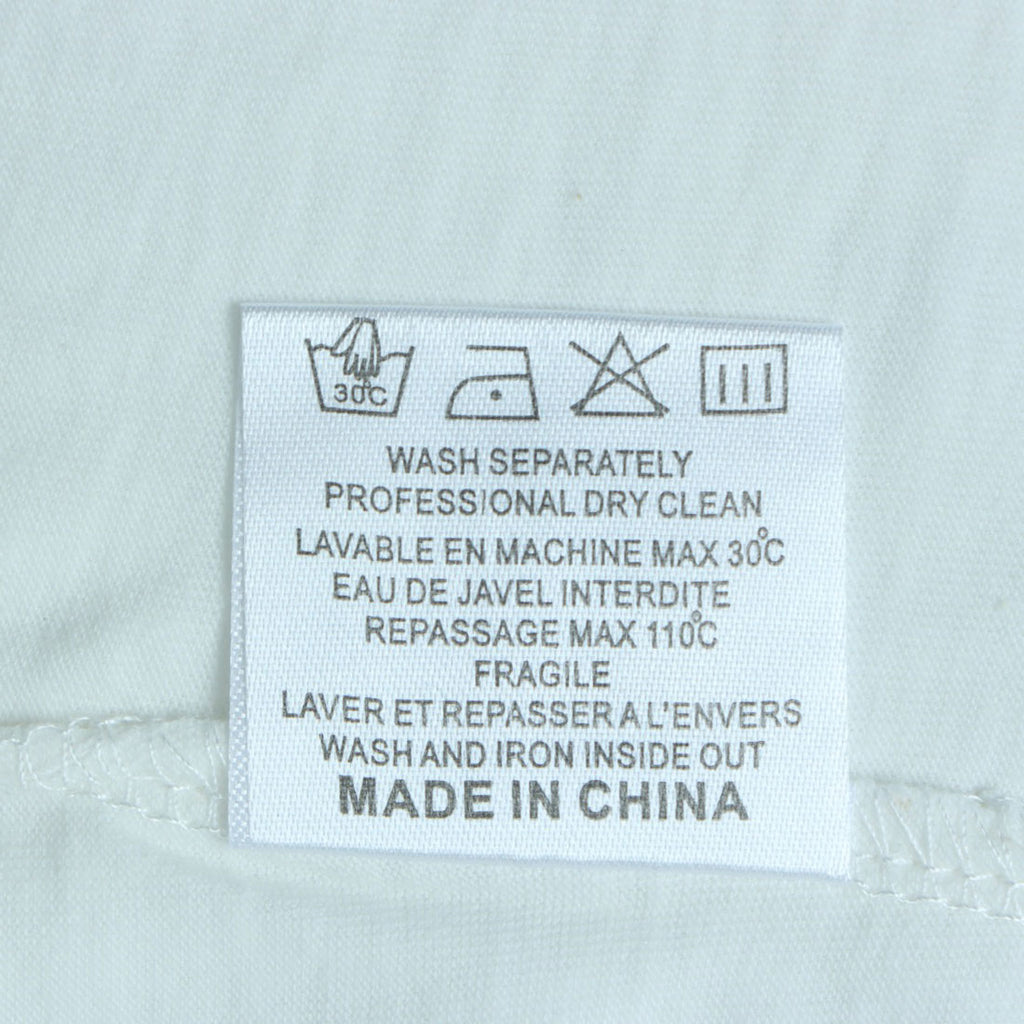 30°C
WASH SEPARATELY
PROFESSIONAL DRY CLEAN
LAVABLE EN MACHINE MAX 30°C
EAU DE JAVEL INTERDITE
REPASSAGE MAX 110°C
FRAGILE
LAVER ET REPASSER A L'ENVERS
WASH AND IRON INSIDE OUT
MADE IN CHINA